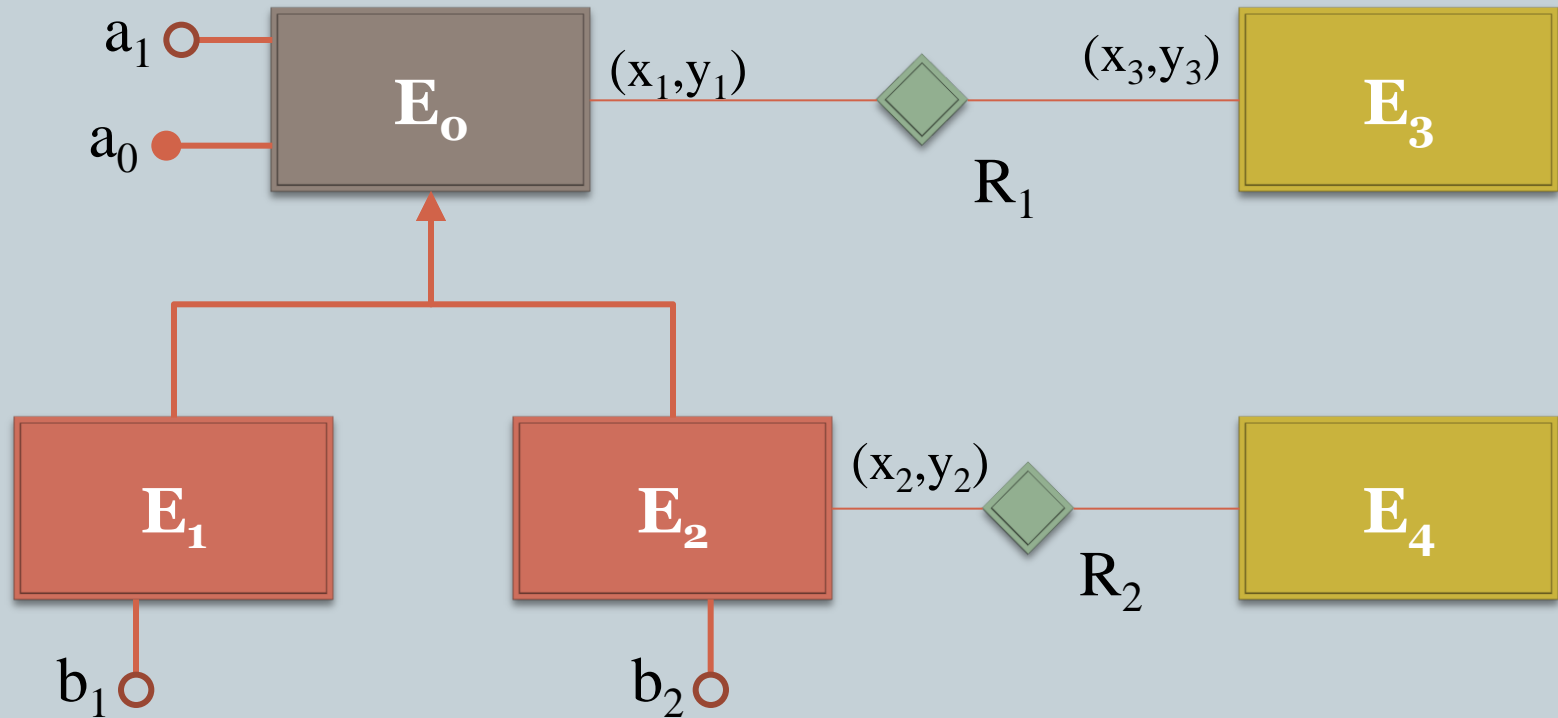 a₁
E₀
(x₁,y₁)
(x₃,y₃)
E₃
a₀
R₁
E₁
E₂
(x₂,y₂)
E₄
R₂
b₁
b₂